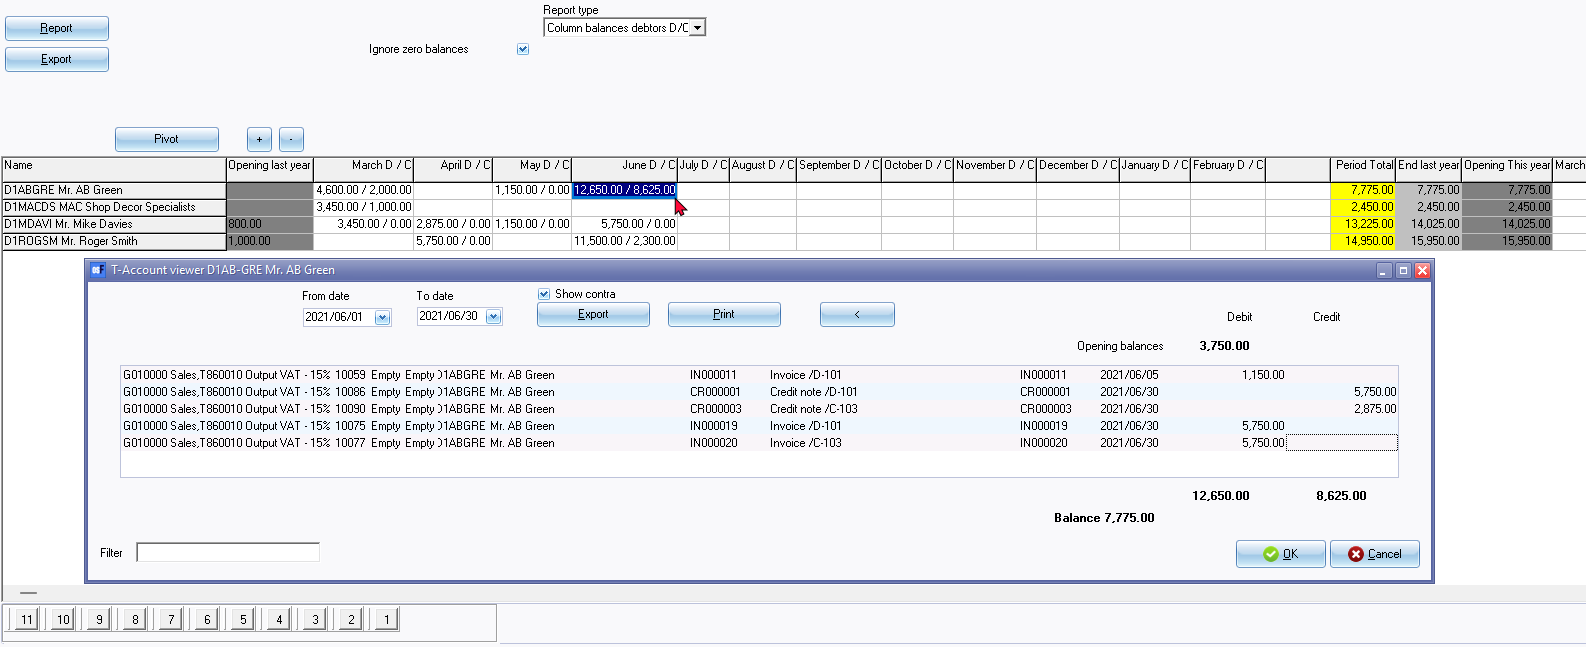 Report type
Report
Column balances debtors D/C
Ignore zero balances
Export
Pivot + -
Name Opening last year March D / C April D / C May D / C June D / C July D / C August D / C September D / C October D / C November D / C December D / C January D / C February D / C Period Total End last year Opening This year March
D1ABGRE Mr. AB Green 4,600.00 / 2,000.00 1,150.00 / 0.00 12,650.00 / 8,625.00 7,775.00 7,775.00 7,775.00
D1MACDS MAC Shop Decor Specialists 3,450.00 / 1,000.00 2,450.00 2,450.00 2,450.00
D1MDAVI Mr. Mike Davies 800.00 3,450.00 / 0.00 2,875.00 / 0.00 1,150.00 / 0.00 5,750.00 / 0.00 13,225.00 14,025.00 14,025.00
D1ROGSM Mr. Roger Smith 1,000.00 5,750.00 / 0.00 11,500.00 / 2,300.00 14,950.00 15,950.00 15,950.00
T-Account viewer D1AB-GRE Mr. AB Green
From date To date Show contra
2021/06/01 2021/06/30 Export Print < Debit Credit
Opening balances 3,750.00
G010000 Sales,T860010 Output VAT - 15% 10059 Empty Empty D1ABGRE Mr. AB Green IN000011 Invoice /D-101 IN000011 2021/06/05 1,150.00
G010000 Sales,T860010 Output VAT - 15% 10086 Empty Empty D1ABGRE Mr. AB Green CR000001 Credit note /D-101 CR000001 2021/06/30 5,750.00
G010000 Sales,T860010 Output VAT - 15% 10090 Empty Empty D1ABGRE Mr. AB Green CR000003 Credit note /C-103 CR000003 2021/06/30 2,875.00
G010000 Sales,T860010 Output VAT - 15% 10075 Empty Empty D1ABGRE Mr. AB Green IN000019 Invoice /D-101 IN000019 2021/06/30 5,750.00
G010000 Sales,T860010 Output VAT - 15% 10077 Empty Empty D1ABGRE Mr. AB Green IN000020 Invoice /C-103 IN000020 2021/06/30 5,750.00
12,650.00 8,625.00
Balance 7,775.00
Filter OK Cancel
11 10 9 8 7 6 5 4 3 2 1